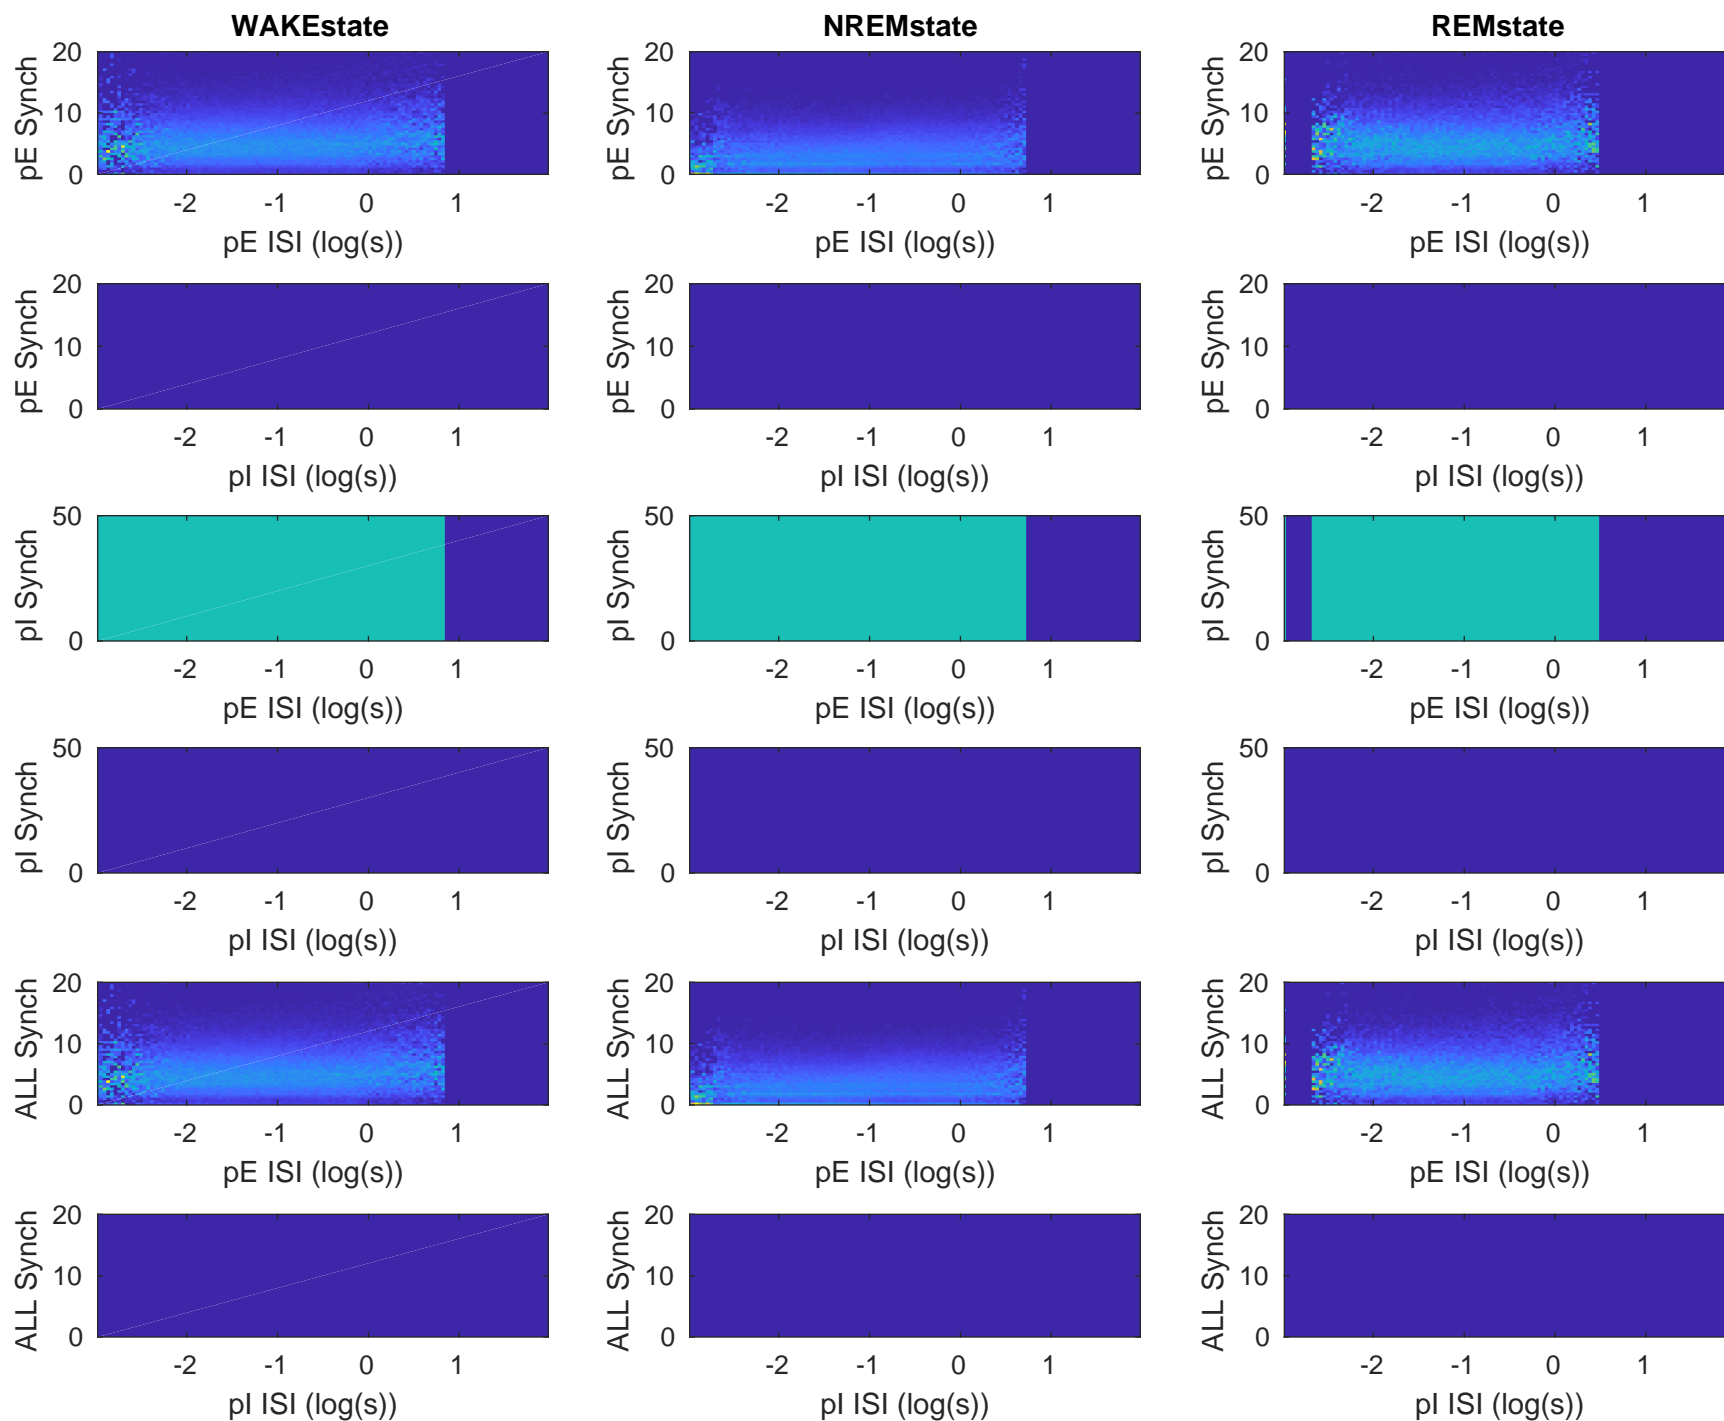 WAKEstate NREMstate REMstate
20 20 20
pE Synch pE Synch pE Synch
10 10 10
0 0 0
-2 -1 0 1 -2 -1 0 1 -2 -1 0 1
pE ISI (log(s)) pE ISI (log(s)) pE ISI (log(s))
20 20 20
pE Synch pE Synch pE Synch
10 10 10
0 0 0
-2 -1 0 1 -2 -1 0 1 -2 -1 0 1
pI ISI (log(s)) pI ISI (log(s)) pI ISI (log(s))
50 50 50
pI Synch pI Synch pI Synch
0 0 0
-2 -1 0 1 -2 -1 0 1 -2 -1 0 1
pE ISI (log(s)) pE ISI (log(s)) pE ISI (log(s))
50 50 50
pI Synch pI Synch pI Synch
0 0 0
-2 -1 0 1 -2 -1 0 1 -2 -1 0 1
pI ISI (log(s)) pI ISI (log(s)) pI ISI (log(s))
20 20 20
ALL Synch ALL Synch ALL Synch
10 10 10
0 0 0
-2 -1 0 1 -2 -1 0 1 -2 -1 0 1
pE ISI (log(s)) pE ISI (log(s)) pE ISI (log(s))
20 20 20
ALL Synch ALL Synch ALL Synch
10 10 10
0 0 0
-2 -1 0 1 -2 -1 0 1 -2 -1 0 1
pI ISI (log(s)) pI ISI (log(s)) pI ISI (log(s))